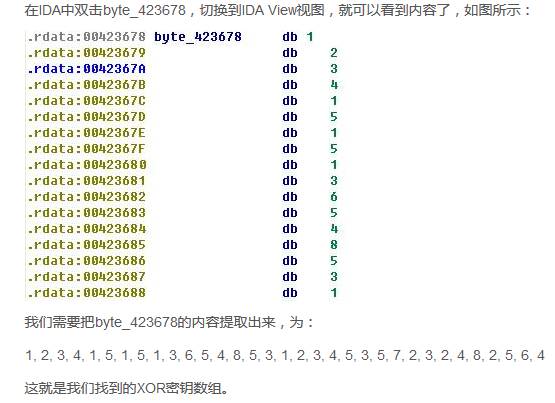 在IDA中双击byte_423678，切换到IDA View视图，就可以看到内容了，如图所示：
.rdata:00423678 byte_423678 db 1
.rdata:00423679 db 2
.rdata:0042367A db 3
.rdata:0042367B db 4
.rdata:0042367C db 1
.rdata:0042367D db 5
.rdata:0042367E db 1
.rdata:0042367F db 5
.rdata:00423680 db 1
.rdata:00423681 db 3
.rdata:00423682 db 6
.rdata:00423683 db 5
.rdata:00423684 db 4
.rdata:00423685 db 8
.rdata:00423686 db 5
.rdata:00423687 db 3
.rdata:00423688 db 1
我们需要把byte_423678的内容提取出来，为：
1, 2, 3, 4, 1, 5, 1, 5, 1, 3, 6, 5, 4, 8, 5, 3, 1, 2, 3, 4, 5, 3, 5, 7, 2, 3, 2, 4, 8, 2, 5, 6, 4
这就是我们找到的XOR密钥数组。